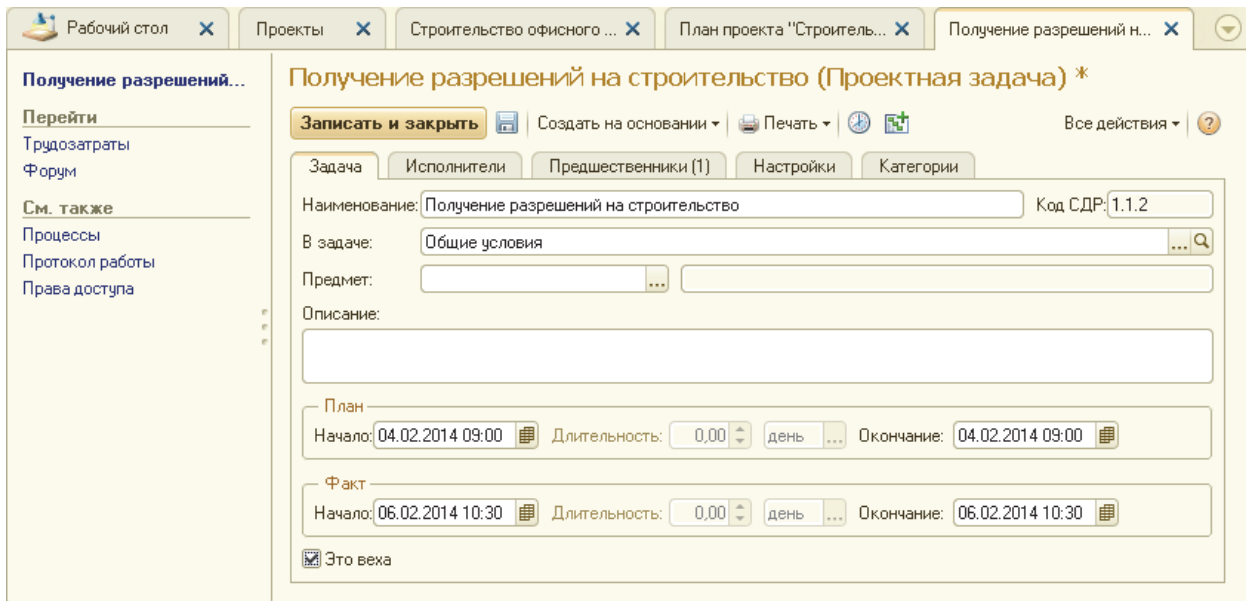 Рабочий стол
Проекты
Строительство офисного ...
План проекта "Строитель...
Получение разрешений н...
Получение разрешений...
Перейти
Трудозатраты
Форум
См. также
Процессы
Протокол работы
Права доступа
Получение разрешений на строительство (Проектная задача) *
Записать и закрыть Создать на основании Печать Все действия ?
Задача Исполнители Предшественники (1) Настройки Категории
Наименование: Получение разрешений на строительство Код СДР: 1.1.2
В задаче: Общие условия ...
Предмет: ...
Описание:
План
Начало: 04.02.2014 09:00 Длительность: 0,00 день ... Окончание: 04.02.2014 09:00
Факт
Начало: 06.02.2014 10:30 Длительность: 0,00 день ... Окончание: 06.02.2014 10:30
Это веха